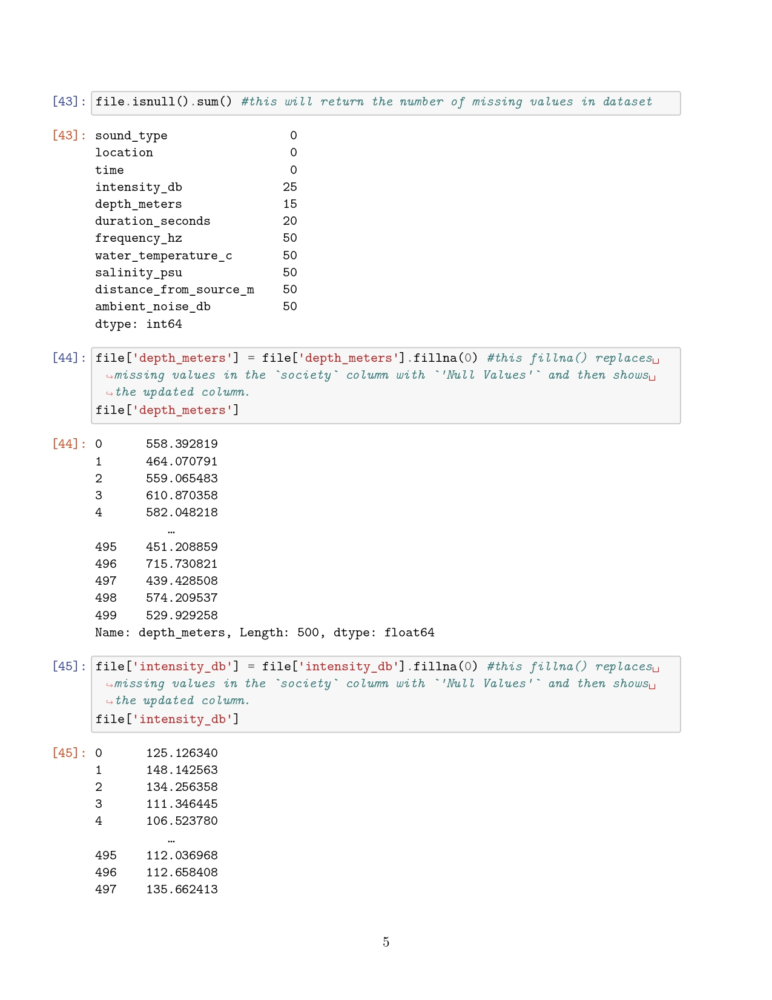 [43]: file.isnull().sum() #this will return the number of missing values in dataset
[43]: sound_type 0
location 0
time 0
intensity_db 25
depth_meters 15
duration_seconds 20
frequency_hz 50
water_temperature_c 50
salinity_psu 50
distance_from_source_m 50
ambient_noise_db 50
dtype: int64
[44]: file['depth_meters'] = file['depth_meters'].fillna(0) #this fillna() replaces␣
↪missing values in the `society` column with `'Null Values'` and then shows␣
↪the updated column.
file['depth_meters']
[44]: 0 558.392819
1 464.070791
2 559.065483
3 610.870358
4 582.048218
…
495 451.208859
496 715.730821
497 439.428508
498 574.209537
499 529.929258
Name: depth_meters, Length: 500, dtype: float64
[45]: file['intensity_db'] = file['intensity_db'].fillna(0) #this fillna() replaces␣
↪missing values in the `society` column with `'Null Values'` and then shows␣
↪the updated column.
file['intensity_db']
[45]: 0 125.126340
1 148.142563
2 134.256358
3 111.346445
4 106.523780
…
495 112.036968
496 112.658408
497 135.662413
5